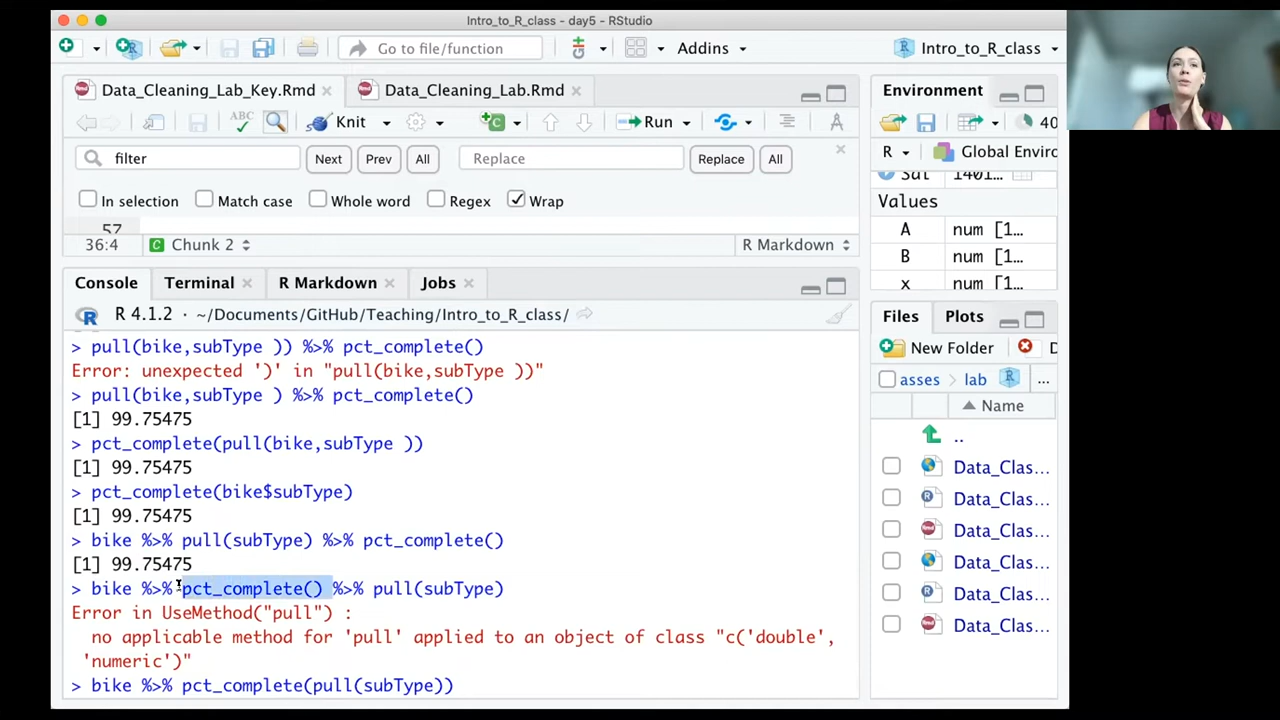 Intro_to_R_class - day5 - RStudio
Go to file/function
Addins
Intro_to_R_class
Data_Cleaning_Lab_Key.Rmd
Data_Cleaning_Lab.Rmd
ABC
Knit
Run
filter
Next
Prev
All
Replace
Replace
All
In selection
Match case
Whole word
Regex
Wrap
57
36:4
Chunk 2
R Markdown
Console
Terminal
R Markdown
Jobs
R 4.1.2 · ~/Documents/GitHub/Teaching/Intro_to_R_class/
> pull(bike,subType )) %>% pct_complete()
Error: unexpected ')' in "pull(bike,subType ))"
> pull(bike,subType ) %>% pct_complete()
[1] 99.75475
> pct_complete(pull(bike,subType ))
[1] 99.75475
> pct_complete(bike$subType)
[1] 99.75475
> bike %>% pull(subType) %>% pct_complete()
[1] 99.75475
> bike %>% pct_complete() %>% pull(subType)
Error in UseMethod("pull") :
no applicable method for 'pull' applied to an object of class "c('double',
'numeric')"
> bike %>% pct_complete(pull(subType))
Environment
40
R
Global Enviro
Sat 1401…
Values
A num [1…
B num [1…
x num [1…
Files
Plots
New Folder
D
asses > lab
...
Name
..
Data_Clas...
Data_Clas...
Data_Clas...
Data_Clas...
Data_Clas...
Data_Clas...